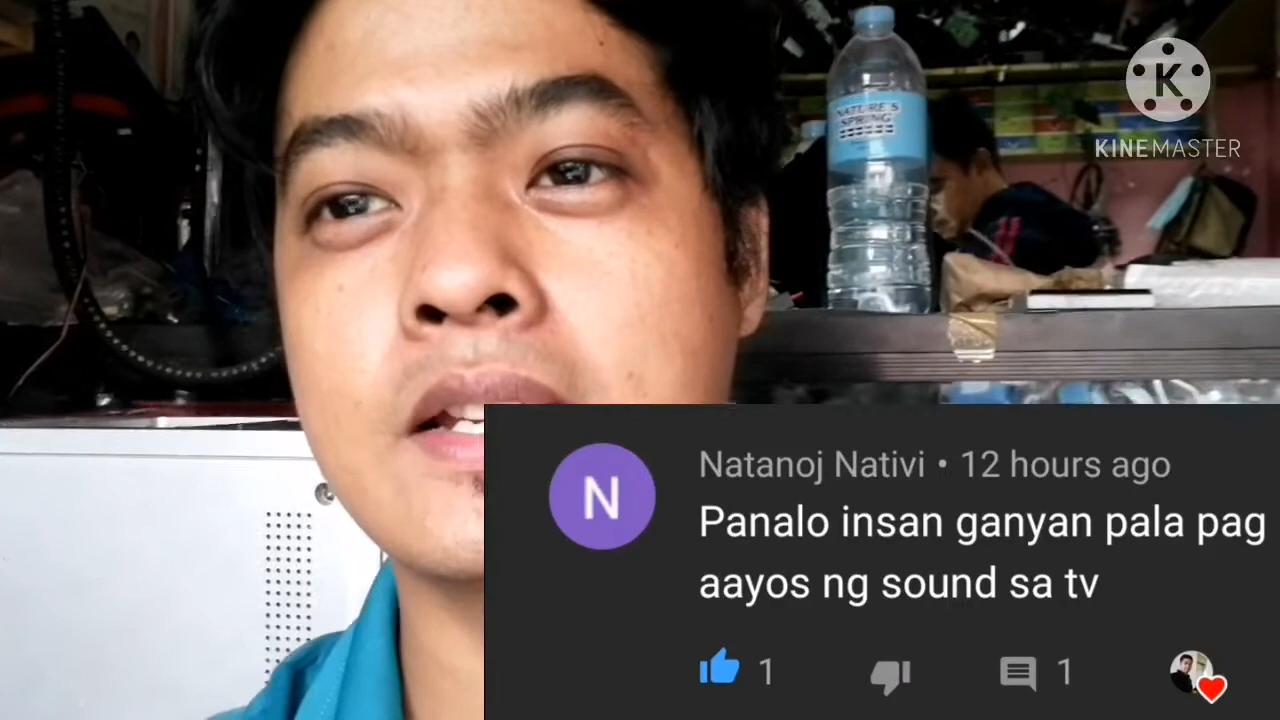 NATURE'S
SPRING
K
KINEMASTER
N
Natanoj Nativi • 12 hours ago
Panalo insan ganyan pala pag
aayos ng sound sa tv
1
1